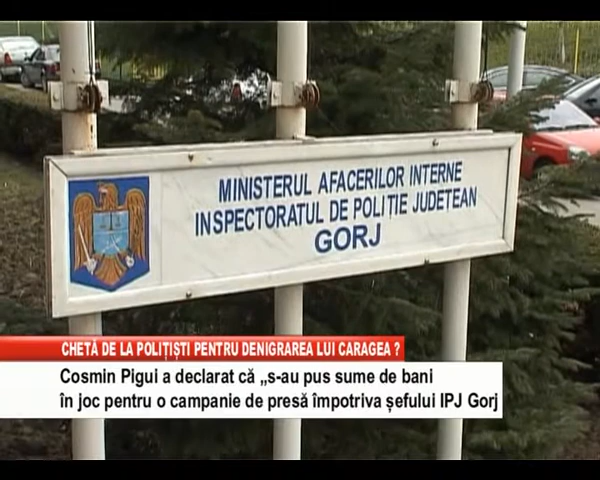 MINISTERUL AFACERILOR INTERNE
INSPECTORATUL DE POLIȚIE JUDEȚEAN
GORJ
CHETĂ DE LA POLIȚIȘTI PENTRU DENIGRAREA LUI CARAGEA ?
Cosmin Pigui a declarat că „s-au pus sume de bani
în joc pentru o campanie de presă împotriva șefului IPJ Gorj